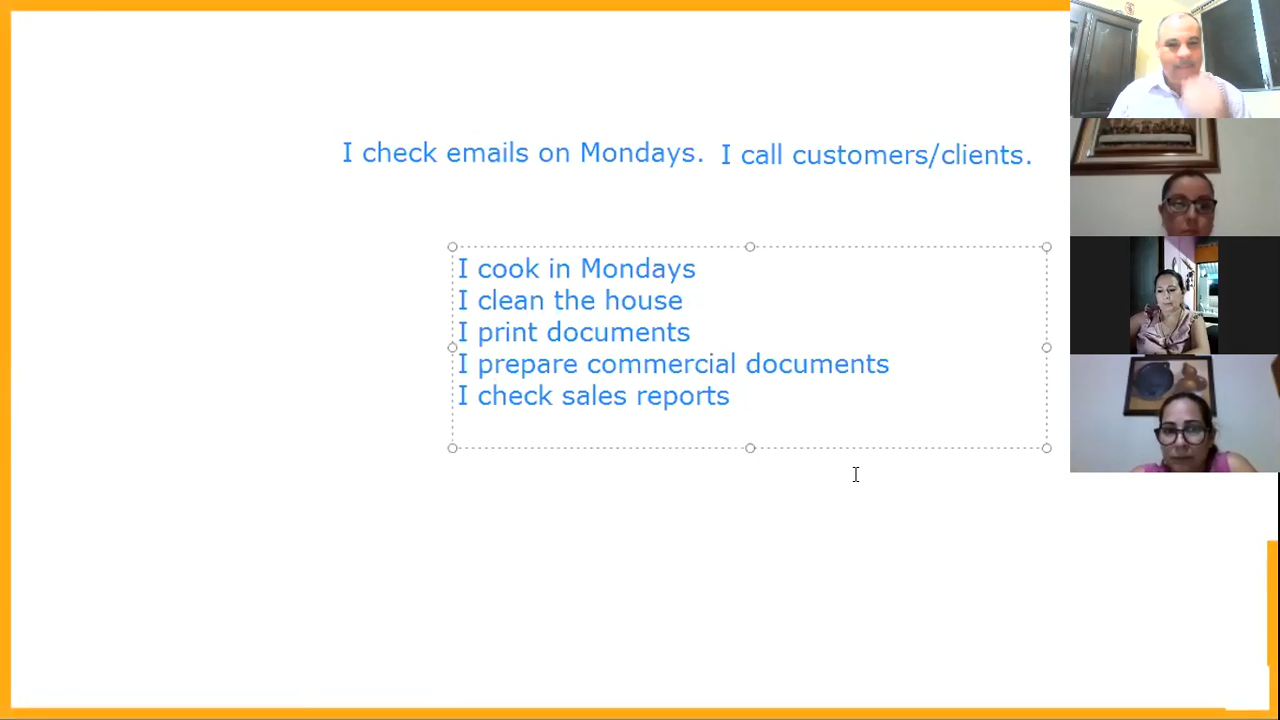 I check emails on Mondays. I call customers/clients.
I cook in Mondays
I clean the house
I print documents
I prepare commercial documents
I check sales reports